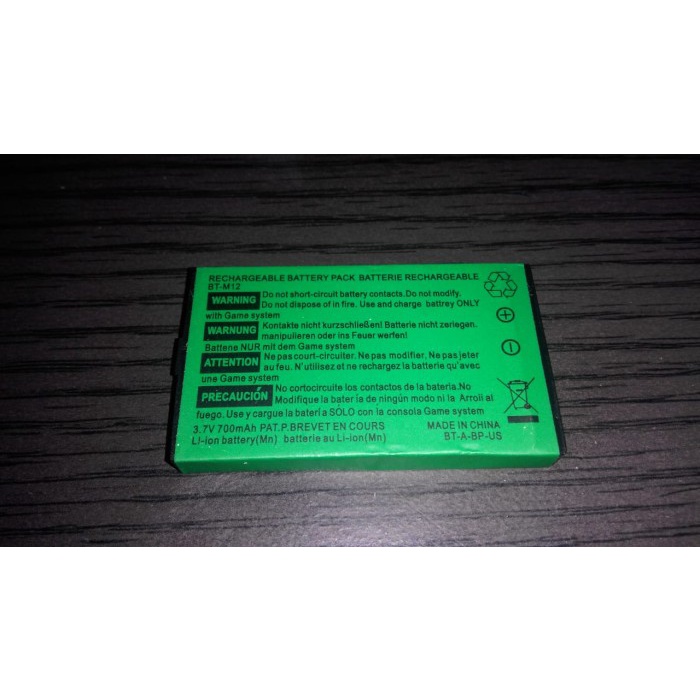 RECHARGEABLE BATTERY PACK BATTERIE RECHARGEABLE
BT-M12
WARNING Do not short-circuit battery contacts.Do not modify.
Do not dispose of in fire. Use and charge battrey ONLY
with Game system
WARNUNG Kontakte nicht kurzschließen! Batterie nicht zerlegen.
manipulieren oder ins Feuer werfen!
Battene NUR mit dem Game system
ATTENTION Ne pas court-circuiter. Ne pas modifier. Ne pas jeter
au feu. N'utilisez et ne rechargez la batterie qu'avec
une Game system
PRECAUCIÓN No cortocircuite los contactos de la bateria.No
Modifique la batería de ningún modo ni la Arroil al
fuego. Use y cargue la batería SOLO con la consola Game system
3.7V 700mAh PAT.P.BREVET EN COURS MADE IN CHINA
Li-ion battery(Mn) batterie au Li-ion(Mn) BT-A-BP-US